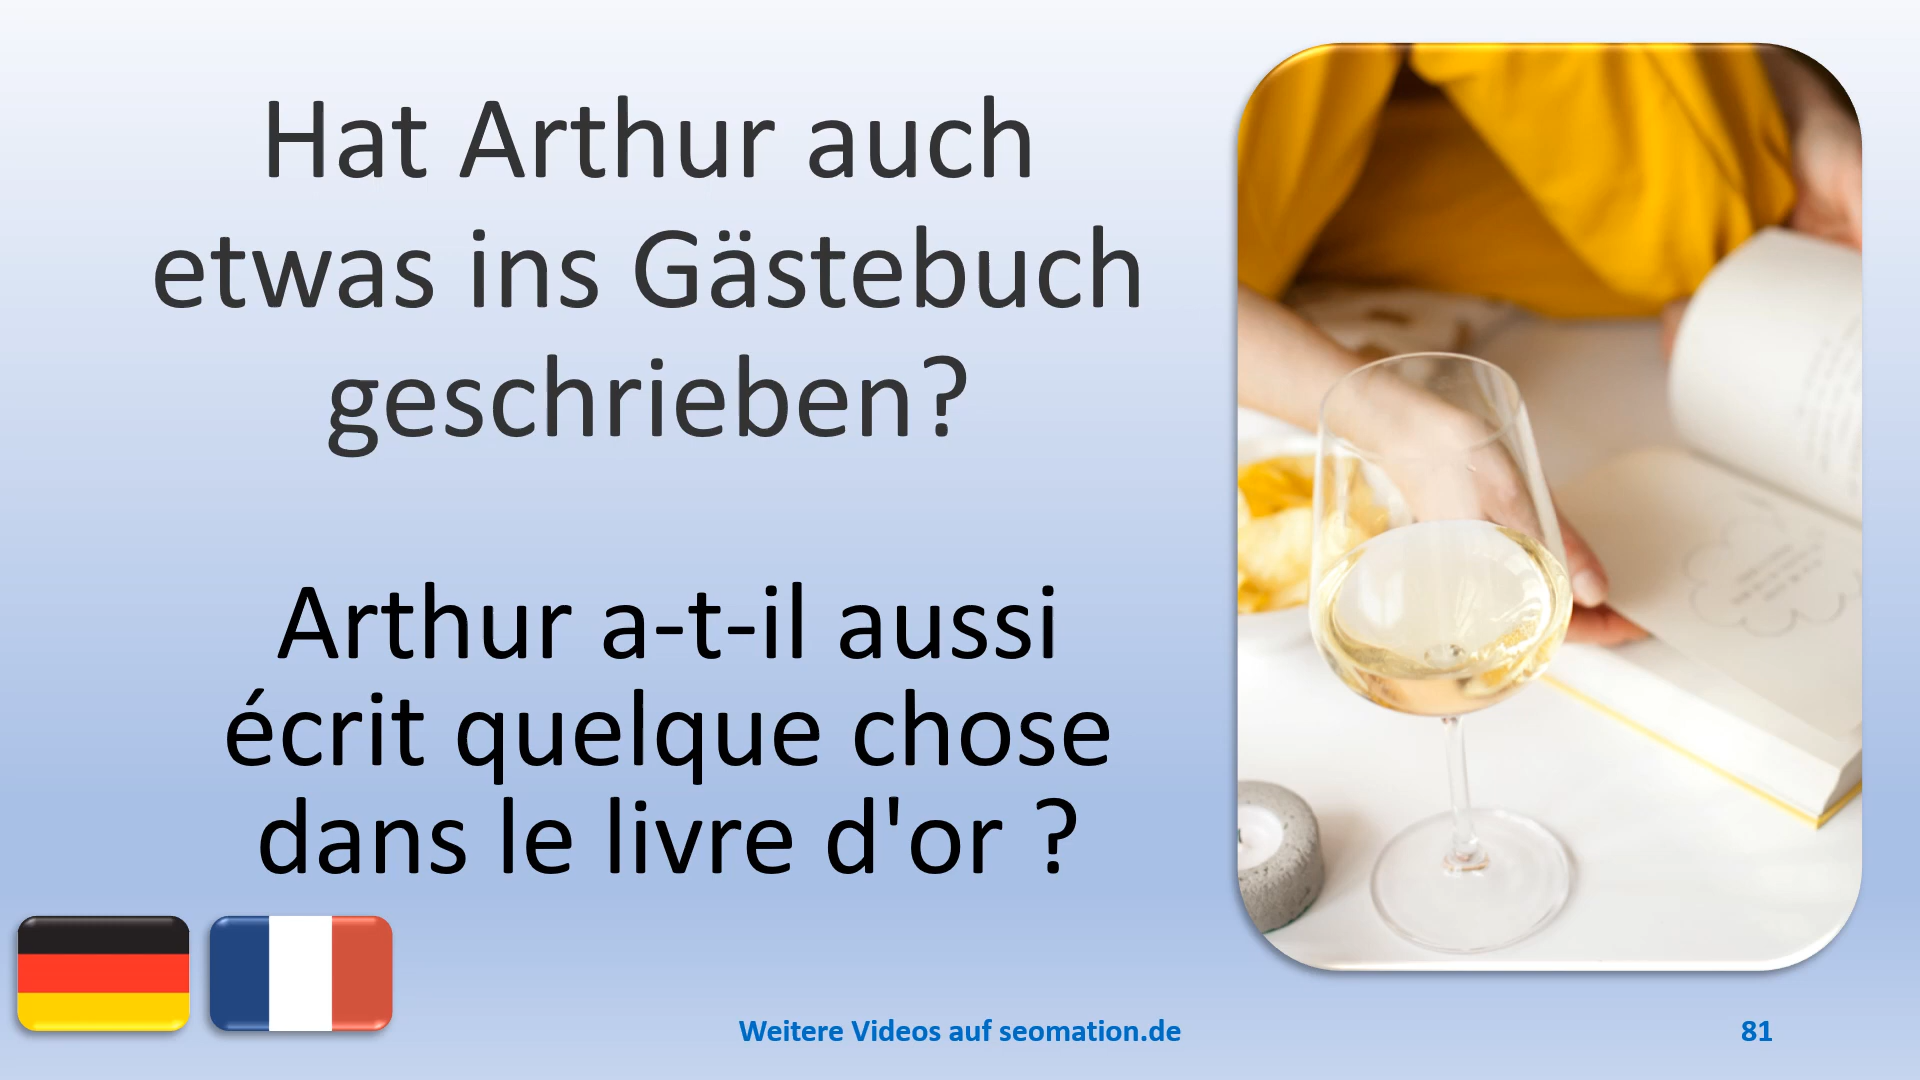 Hat Arthur auch
etwas ins Gästebuch
geschrieben?
Arthur a-t-il aussi
écrit quelque chose
dans le livre d'or ?
Weitere Videos auf seomation.de
81